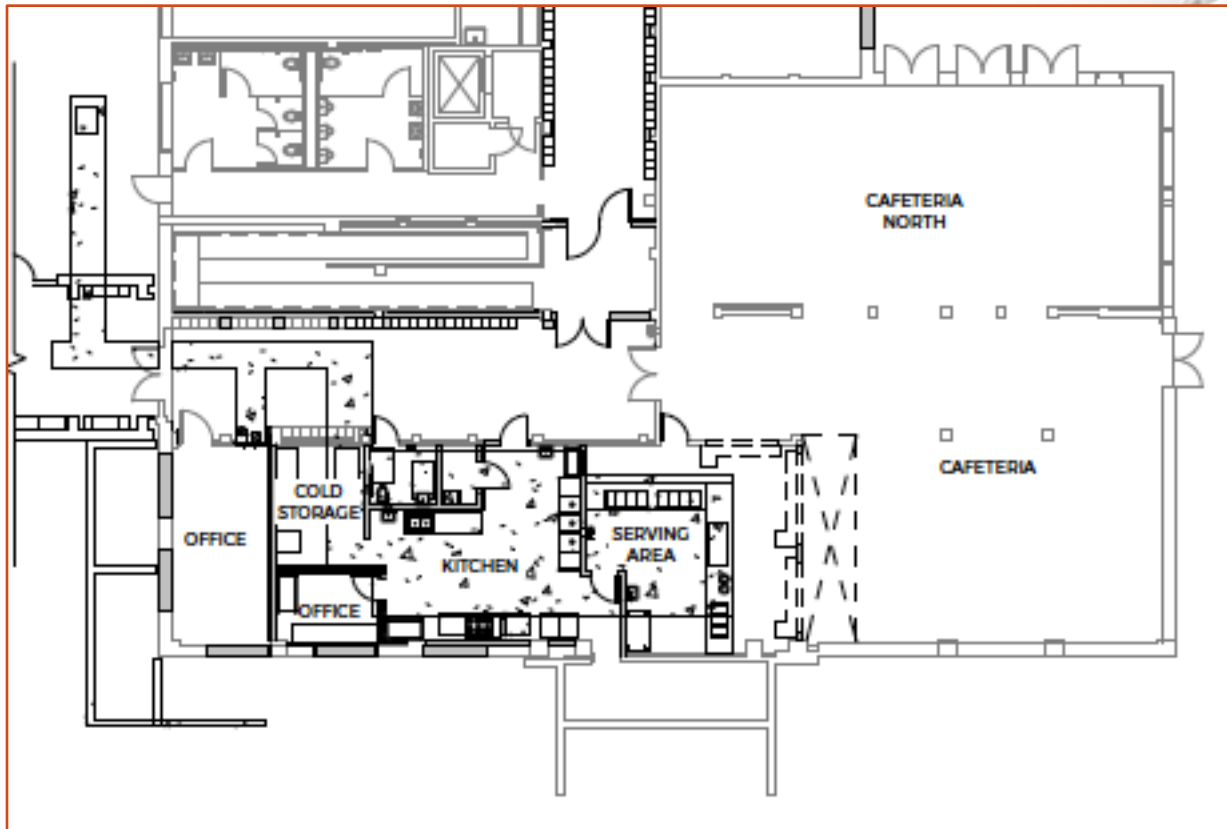 CAFETERIA
NORTH
CAFETERIA
COLD
STORAGE
OFFICE
SERVING
AREA
KITCHEN
OFFICE